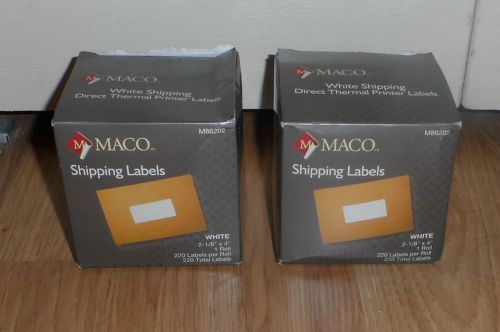 MACO
White Shipping
Direct Thermal Printer Labels
M86202
M MACO™
Shipping Labels
WHITE
2-1/8" x 4"
1 Roll
220 Labels per Roll
220 Total Labels
MACO
White Shipping
Direct Thermal Printer Labels
M86202
M MACO™
Shipping Labels
WHITE
2-1/8" x 4"
1 Roll
220 Labels per Roll
220 Total Labels